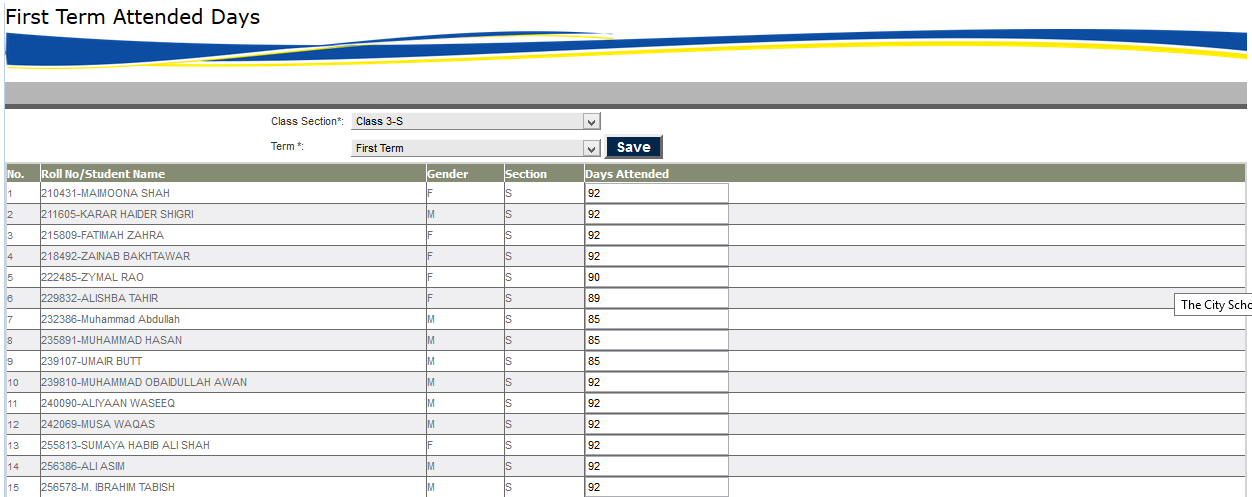 First Term Attended Days
Class Section*: Class 3-S
Term *: First Term Save
No. Roll No/Student Name Gender Section Days Attended
1 210431-MAIMOONA SHAH F S 92
2 211605-KARAR HAIDER SHIGRI M S 92
3 215809-FATIMAH ZAHRA F S 92
4 218492-ZAINAB BAKHTAWAR F S 92
5 222485-ZYMAL RAO F S 90
6 229832-ALISHBA TAHIR F S 89
The City Scho
7 232386-Muhammad Abdullah M S 85
8 235891-MUHAMMAD HASAN M S 85
9 239107-UMAIR BUTT M S 85
10 239810-MUHAMMAD OBAIDULLAH AWAN M S 92
11 240090-ALIYAAN WASEEQ M S 92
12 242069-MUSA WAQAS M S 92
13 255813-SUMAYA HABIB ALI SHAH F S 92
14 256386-ALI ASIM M S 92
15 256578-M. IBRAHIM TABISH M S 92